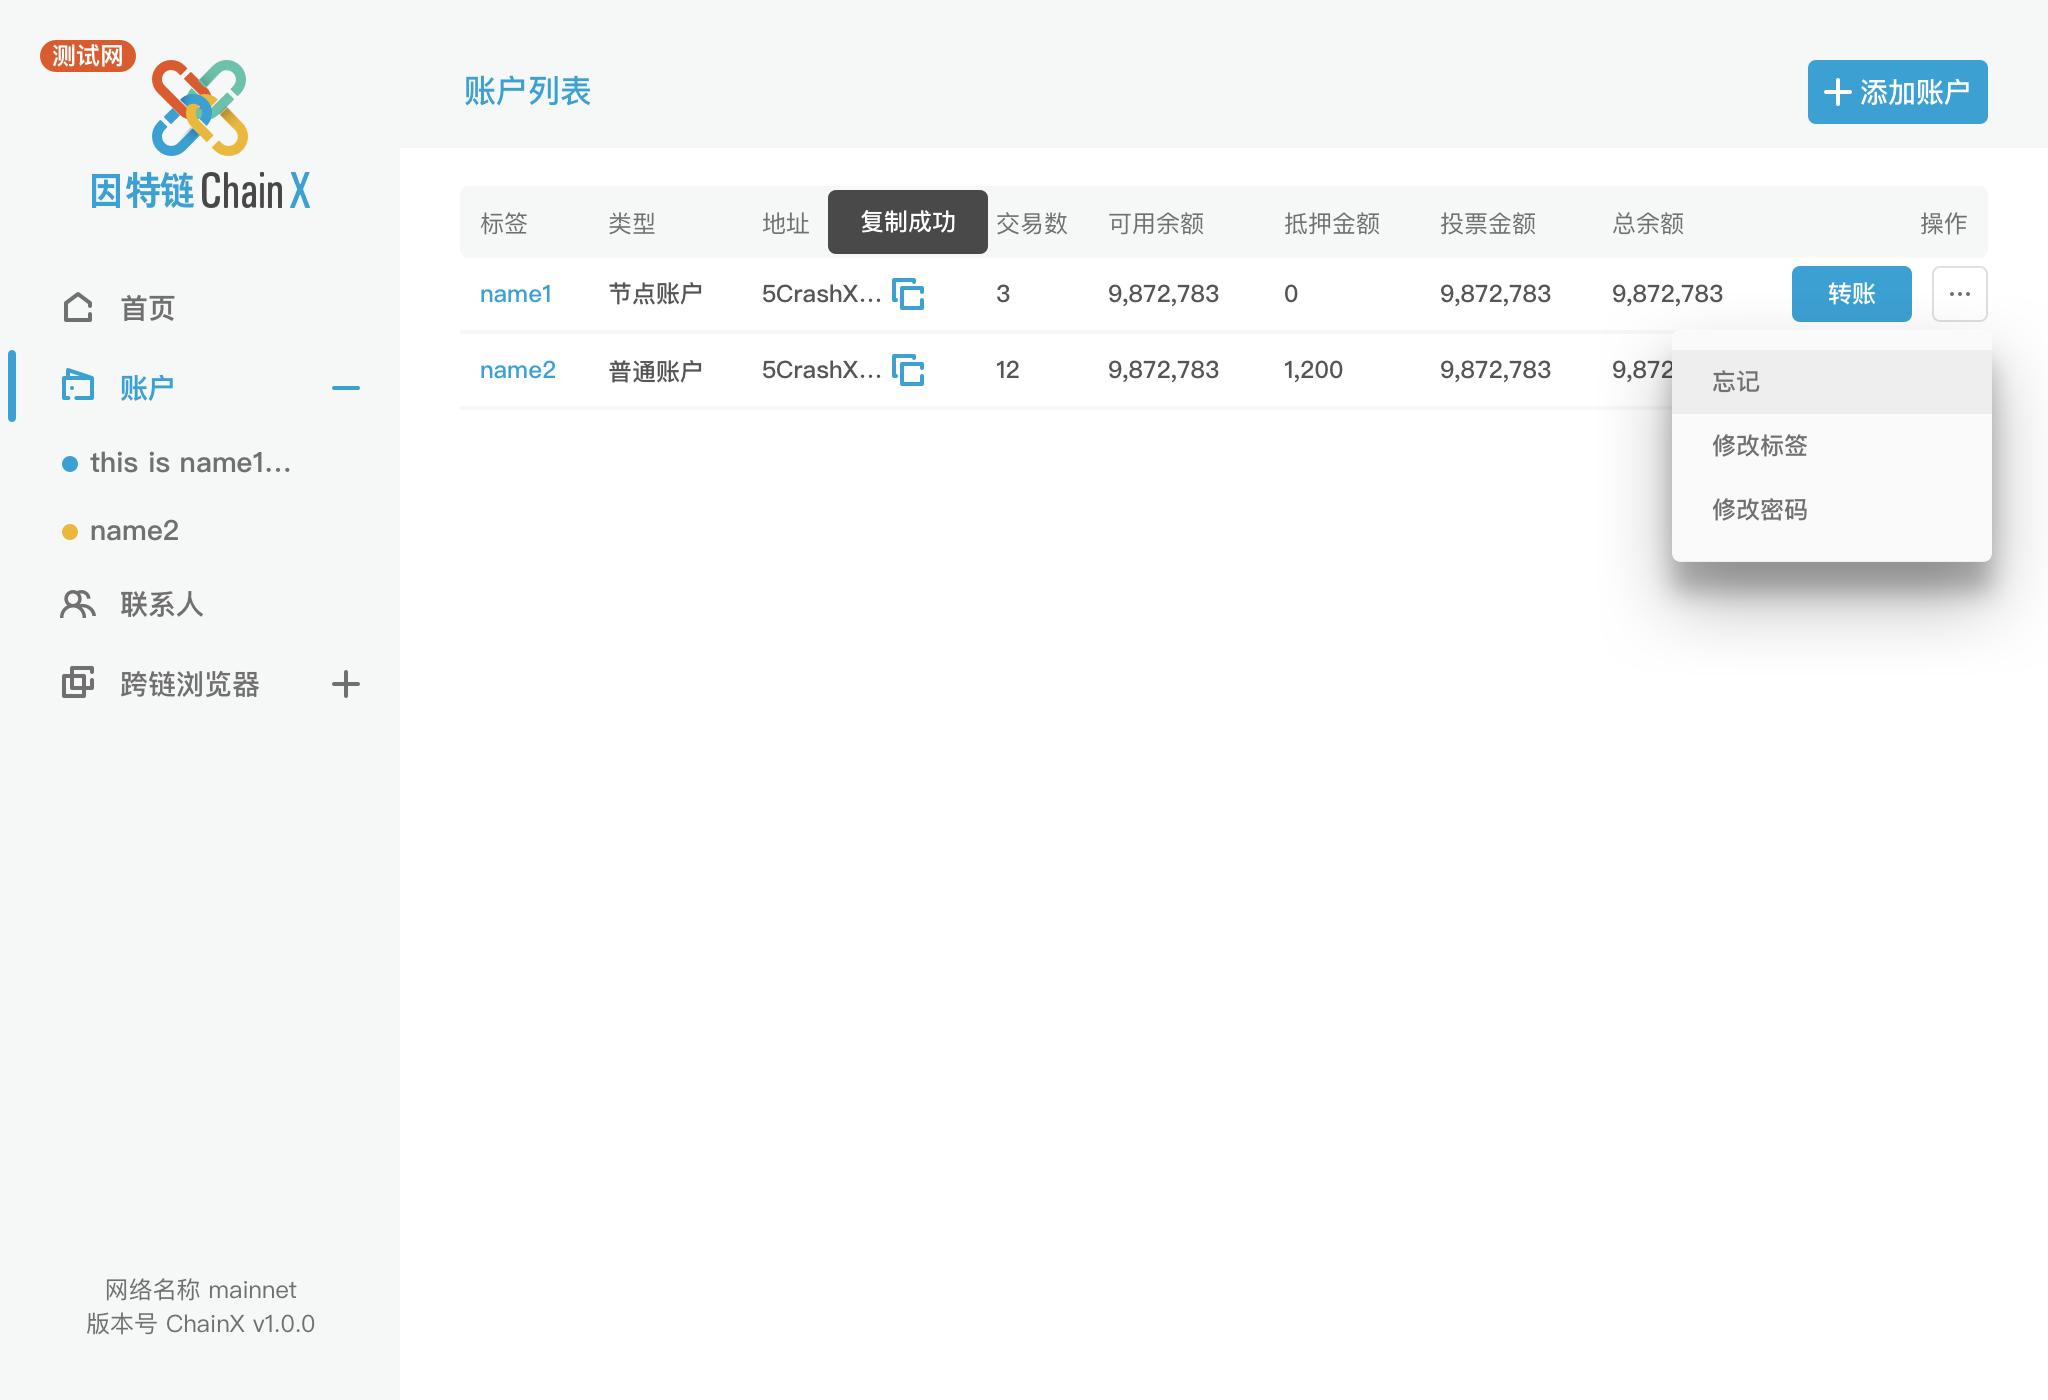 测试网
因特链 Chain X
首页
账户
this is name1...
name2
联系人
跨链浏览器
网络名称 mainnet
版本号 ChainX v1.0.0
账户列表
添加账户
标签 类型 地址 复制成功 交易数 可用余额 抵押金额 投票金额 总余额 操作
name1 节点账户 5CrashX... 3 9,872,783 0 9,872,783 9,872,783 转账 ...
name2 普通账户 5CrashX... 12 9,872,783 1,200 9,872,783 9,872
忘记
修改标签
修改密码